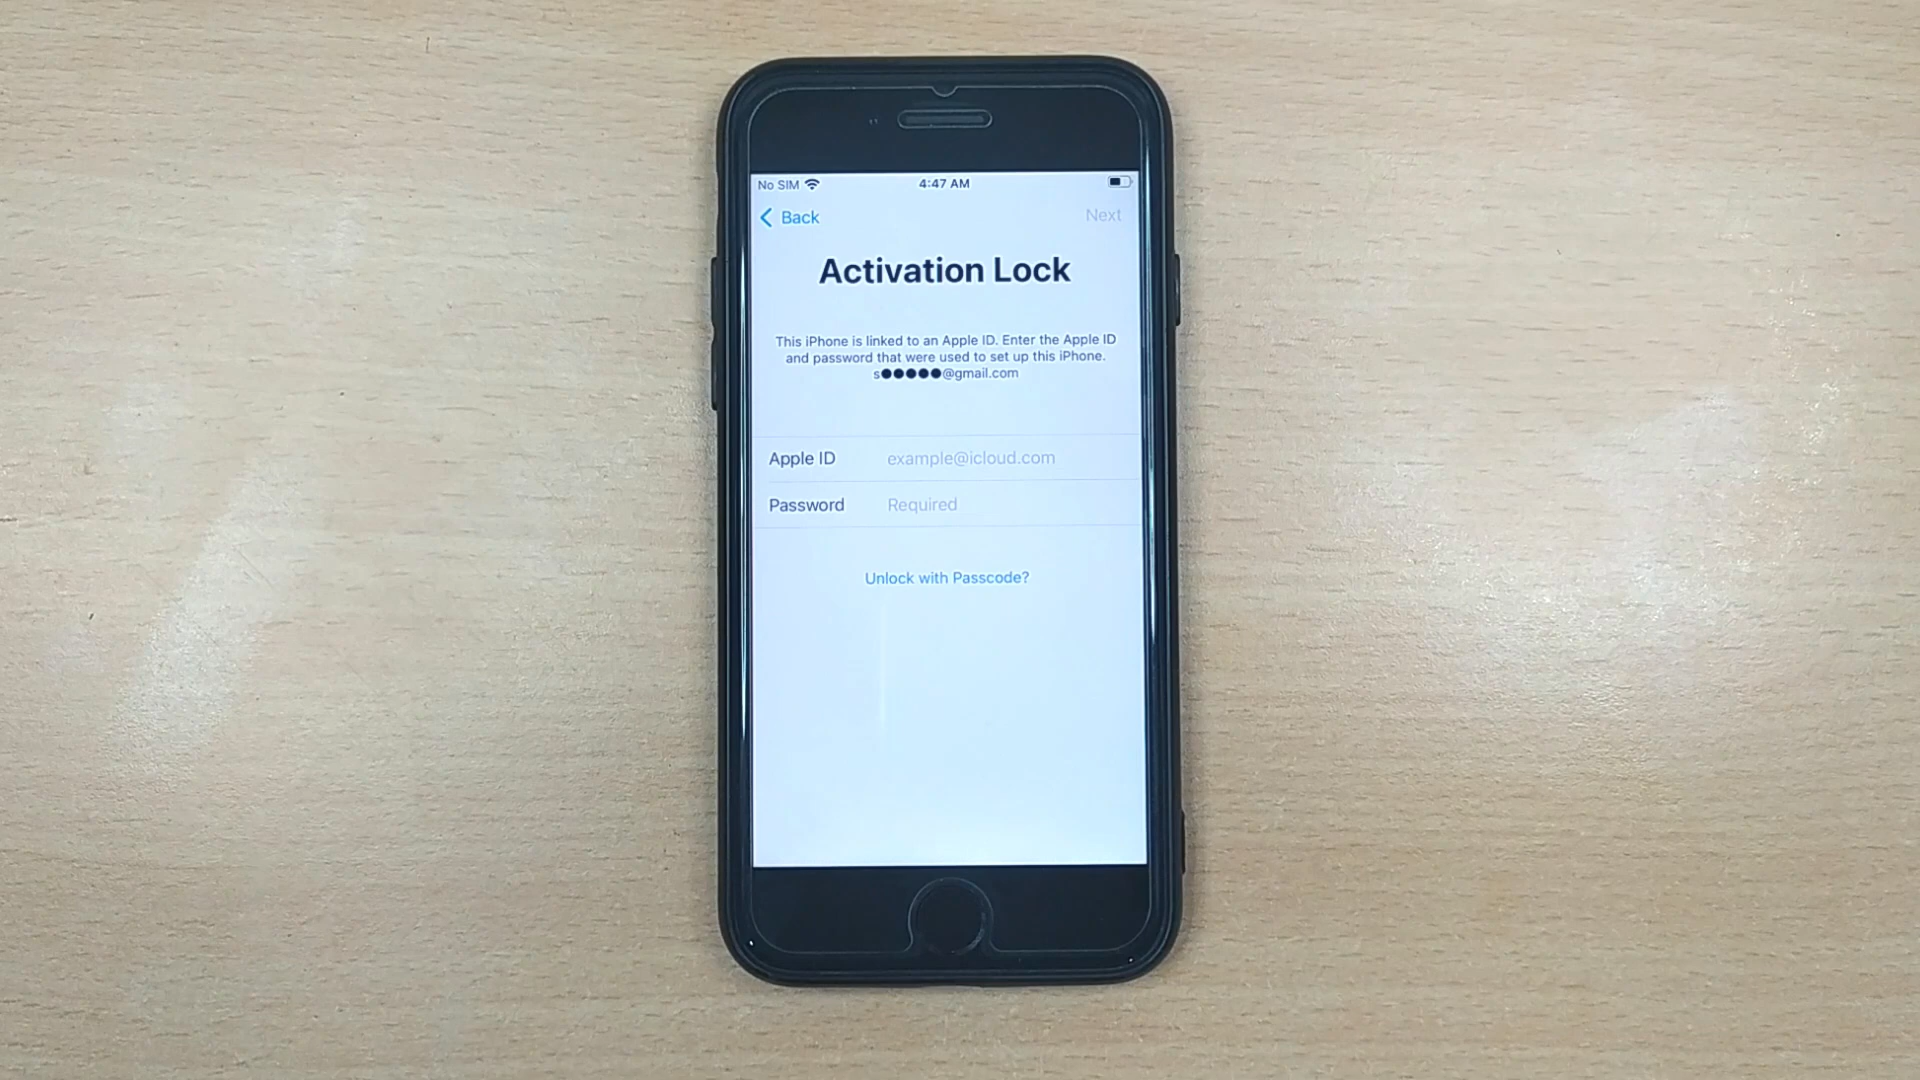 No SIM 4:47 AM
Back Next
Activation Lock
This iPhone is linked to an Apple ID. Enter the Apple ID
and password that were used to set up this iPhone.
s●●●●●@gmail.com
Apple ID example@icloud.com
Password Required
Unlock with Passcode?